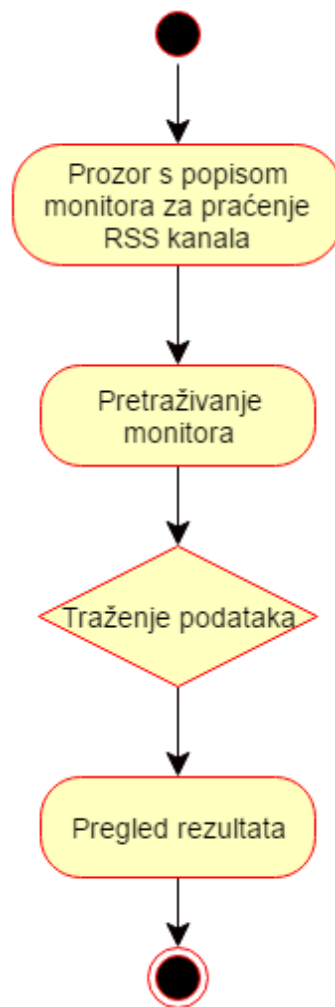 Prozor s popisom
monitora za praćenje
RSS kanala
Pretraživanje
monitora
Traženje podataka
Pregled rezultata